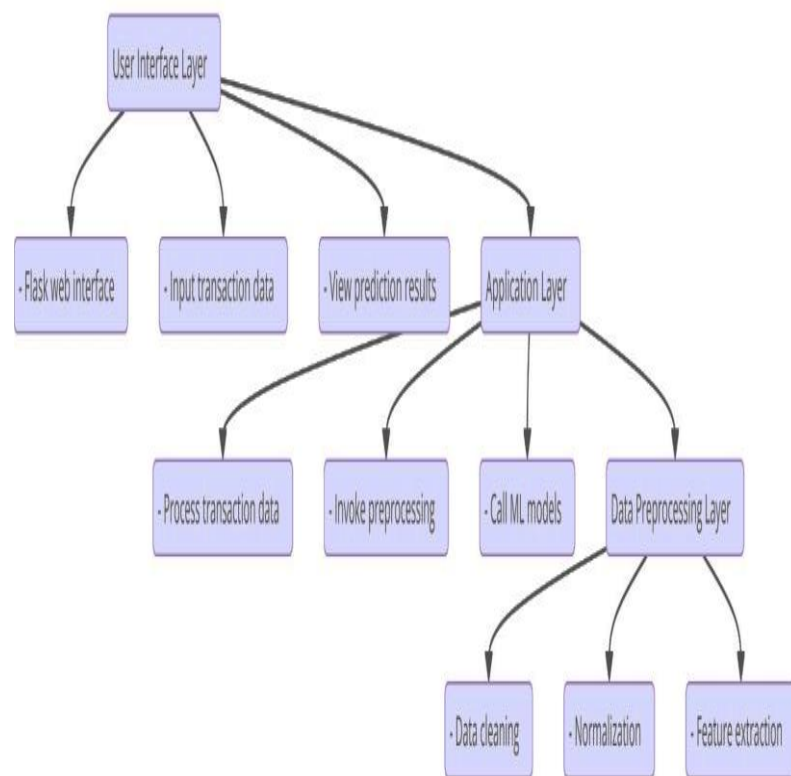 User Interface Layer
- Flask web interface
- Input transaction data
- View prediction results
Application Layer
- Process transaction data
- Invoke preprocessing
- Call ML models
Data Preprocessing Layer
- Data cleaning
- Normalization
- Feature extraction